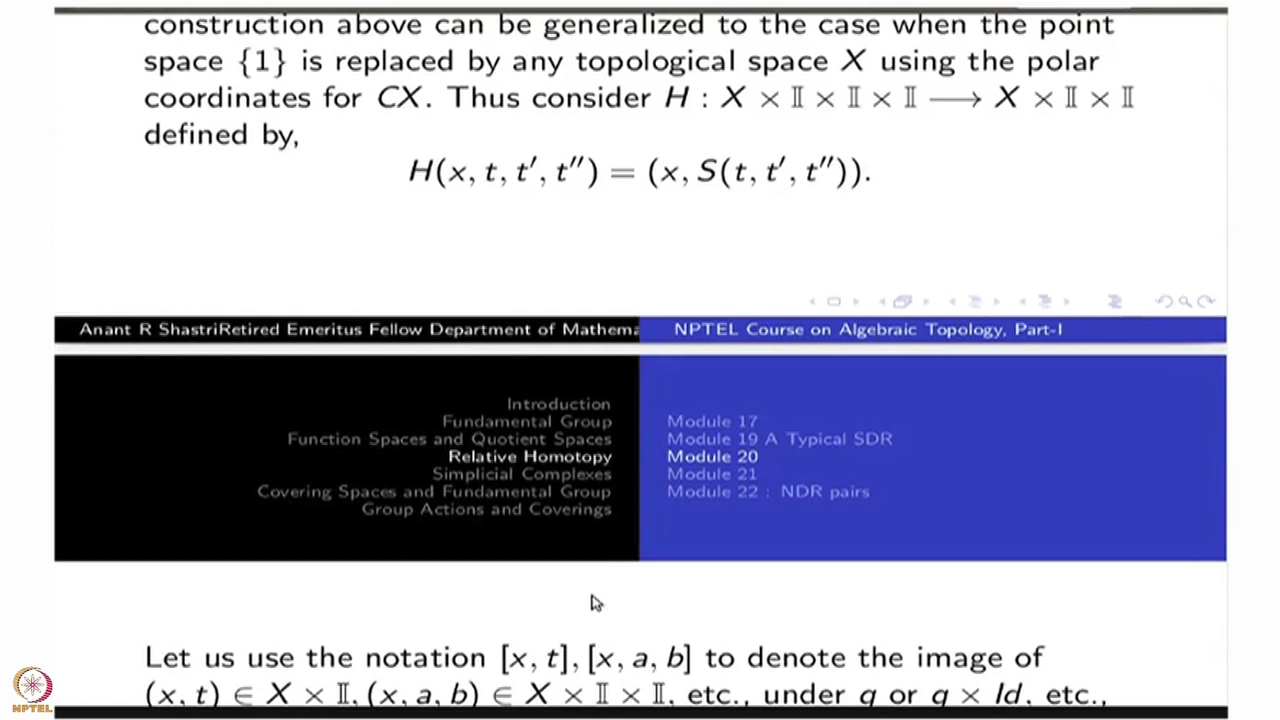 construction above can be generalized to the case when the point
space {1} is replaced by any topological space X using the polar
coordinates for CX. Thus consider H : X × 𝕀 × 𝕀 × 𝕀 ⟶ X × 𝕀 × 𝕀
defined by,
H(x, t, t′, t″) = (x, S(t, t′, t″)).
Anant R ShastriRetired Emeritus Fellow Department of Mathema
NPTEL Course on Algebraic Topology, Part-I
Introduction
Fundamental Group
Function Spaces and Quotient Spaces
Relative Homotopy
Simplicial Complexes
Covering Spaces and Fundamental Group
Group Actions and Coverings
Module 17
Module 19 A Typical SDR
Module 20
Module 21
Module 22 : NDR pairs
Let us use the notation [x, t], [x, a, b] to denote the image of
(x, t) ∈ X × 𝕀, (x, a, b) ∈ X × 𝕀 × 𝕀, etc., under q or q × Id, etc.,
NPTEL